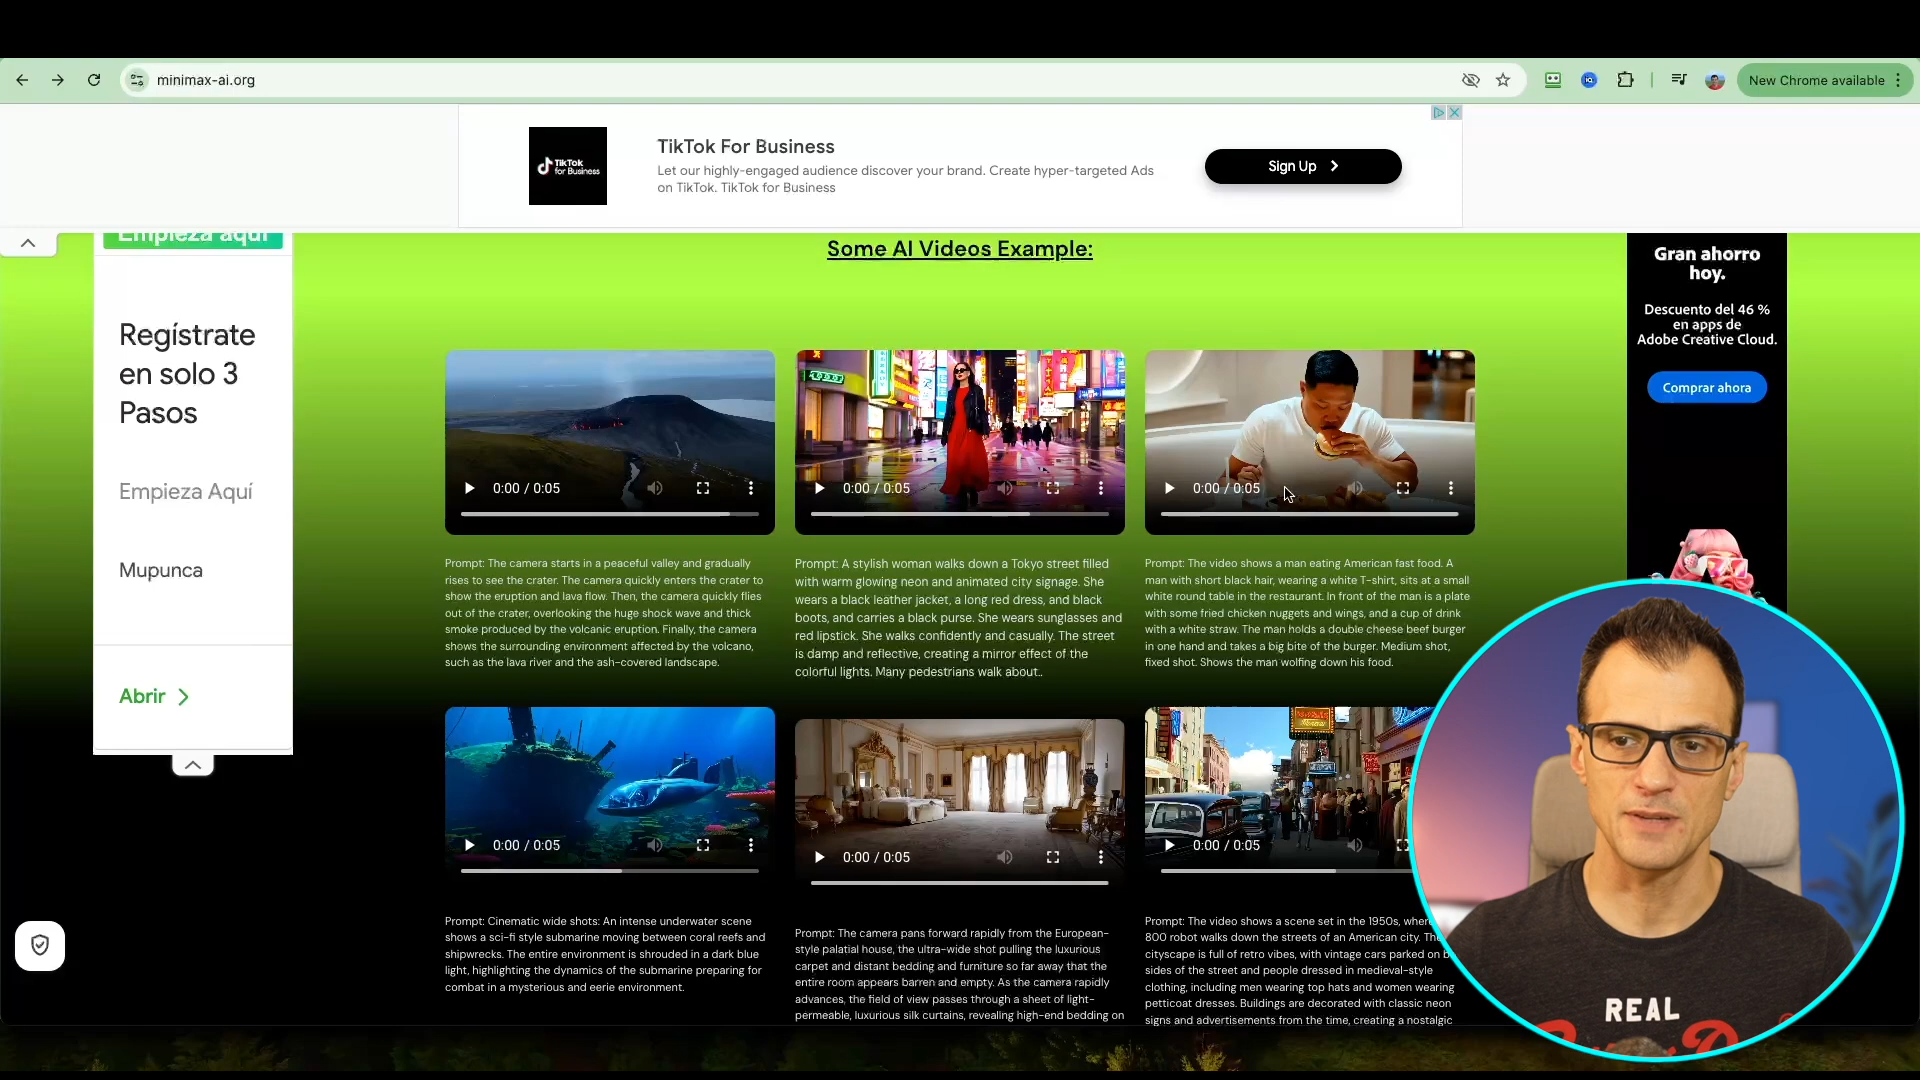 minimax-ai.org
New Chrome available
TikTok
for Business
TikTok For Business
Let our highly-engaged audience discover your brand. Create hyper-targeted Ads
on TikTok. TikTok for Business
Sign Up
Empieza aquí
Some AI Videos Example:
Regístrate
en solo 3
Pasos
Empieza Aquí
Mupunca
Abrir
Gran ahorro
hoy.
Descuento del 46 %
en apps de
Adobe Creative Cloud.
Comprar ahora
0:00 / 0:05
0:00 / 0:05
0:00 / 0:05
Prompt: The camera starts in a peaceful valley and gradually
rises to see the crater. The camera quickly enters the crater to
show the eruption and lava flow. Then, the camera quickly flies
out of the crater, overlooking the huge shock wave and thick
smoke produced by the volcanic eruption. Finally, the camera
shows the surrounding environment affected by the volcano,
such as the lava river and the ash-covered landscape.
Prompt: A stylish woman walks down a Tokyo street filled
with warm glowing neon and animated city signage. She
wears a black leather jacket, a long red dress, and black
boots, and carries a black purse. She wears sunglasses and
red lipstick. She walks confidently and casually. The street
is damp and reflective, creating a mirror effect of the
colorful lights. Many pedestrians walk about..
Prompt: The video shows a man eating American fast food. A
man with short black hair, wearing a white T-shirt, sits at a small
white round table in the restaurant. In front of the man is a plate
with some fried chicken nuggets and wings, and a cup of drink
with a white straw. The man holds a double cheese beef burger
in one hand and takes a big bite of the burger. Medium shot,
fixed shot. Shows the man wolfing down his food.
0:00 / 0:05
0:00 / 0:05
0:00 / 0:05
Prompt: Cinematic wide shots: An intense underwater scene
shows a sci-fi style submarine moving between coral reefs and
shipwrecks. The entire environment is shrouded in a dark blue
light, highlighting the dynamics of the submarine preparing for
combat in a mysterious and eerie environment.
Prompt: The camera pans forward rapidly from the European-
style palatial house, the ultra-wide shot pulling the luxurious
carpet and distant bedding and furniture so far away that the
entire room appears barren and empty. As the camera rapidly
advances, the field of view passes through a sheet of light-
permeable, luxurious silk curtains, revealing high-end bedding on
Prompt: The video shows a scene set in the 1950s, wher
800 robot walks down the streets of an American city. Th
cityscape is full of retro vibes, with vintage cars parked on b
sides of the street and people dressed in medieval-style
clothing, including men wearing top hats and women wearing
petticoat dresses. Buildings are decorated with classic neon
signs and advertisements from the time, creating a nostalgic
REAL